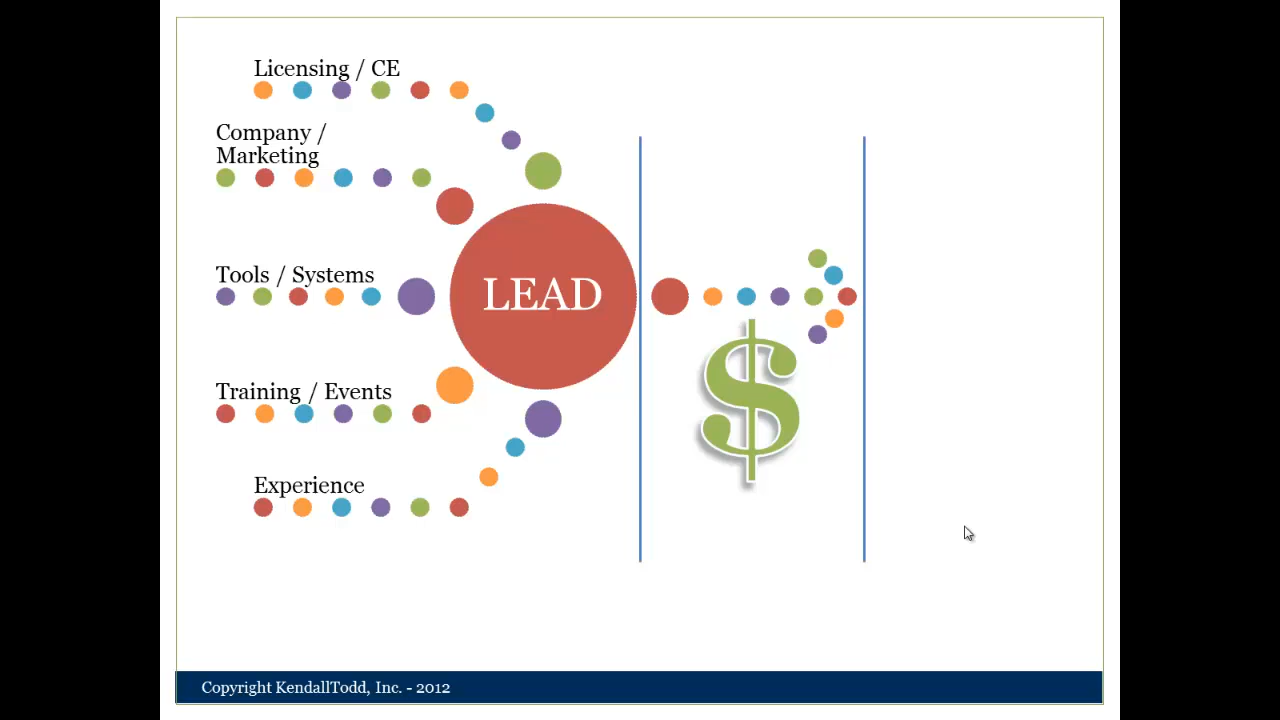 Licensing / CE
Company /
Marketing
Tools / Systems
LEAD
$
Training / Events
Experience
Copyright KendallTodd, Inc. - 2012